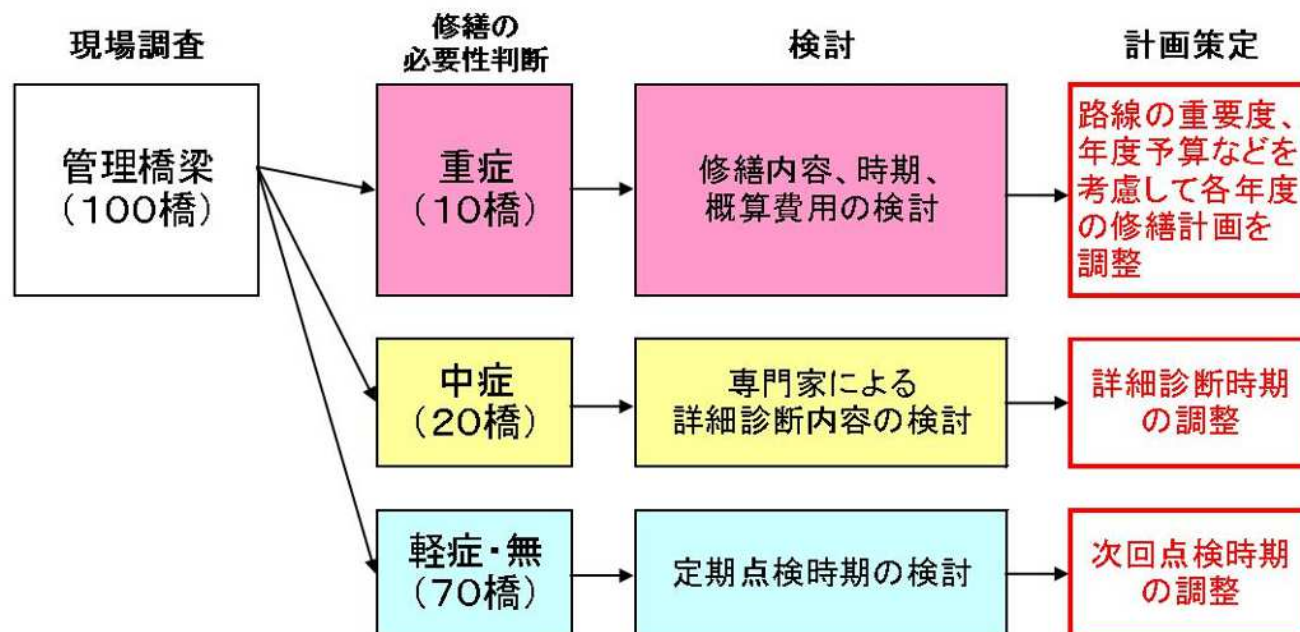 現場調査
修繕の
必要性判断
検討
計画策定
管理橋梁
(100橋)
重症
(10橋)
修繕内容、時期、
概算費用の検討
路線の重要度、
年度予算などを
考慮して各年度
の修繕計画を
調整
中症
(20橋)
専門家による
詳細診断内容の検討
詳細診断時期
の調整
軽症・無
(70橋)
定期点検時期の検討
次回点検時期
の調整